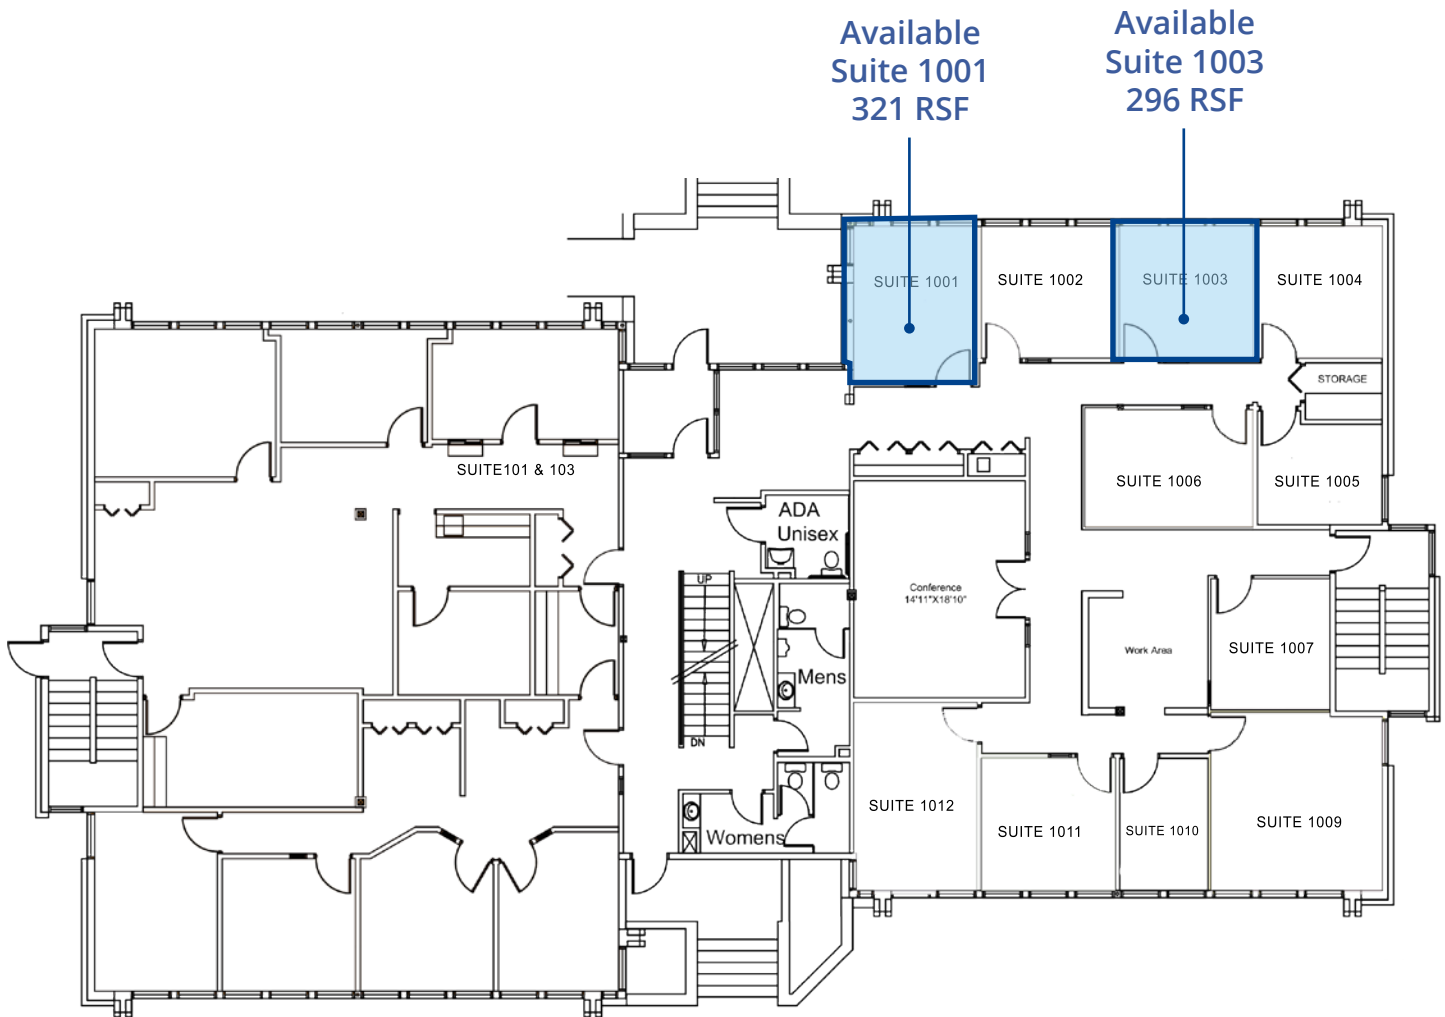 Available
Suite 1001
321 RSF
Available
Suite 1003
296 RSF
SUITE 1001
SUITE 1002
SUITE 1003
SUITE 1004
STORAGE
SUITE101 & 103
SUITE 1006
SUITE 1005
ADA
Unisex
UP
Conference
14'11"X18'10"
Work Area
SUITE 1007
Mens
DN
SUITE 1012
SUITE 1011
SUITE 1010
SUITE 1009
Womens